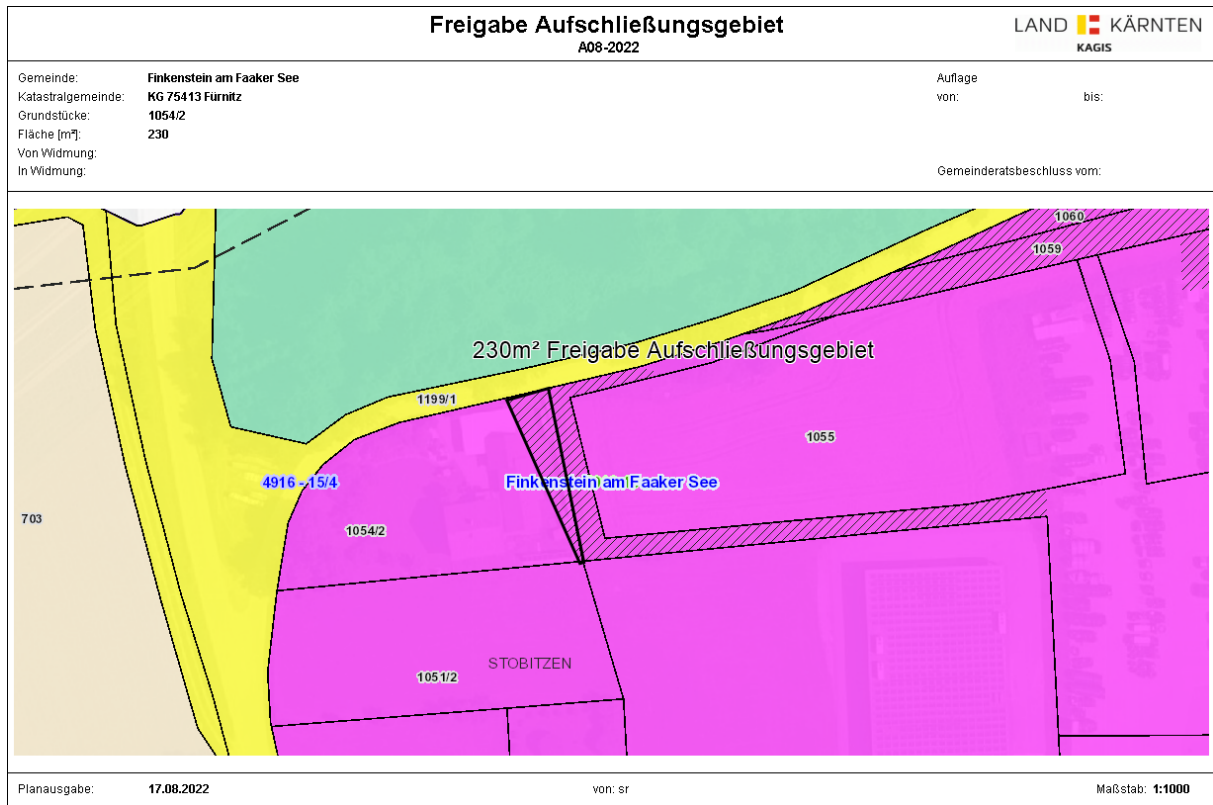 Freigabe Aufschließungsgebiet
A08-2022
LAND KÄRNTEN
KAGIS
Gemeinde: Finkenstein am Faaker See
Katastralgemeinde: KG 75413 Fürnitz
Grundstücke: 1054/2
Fläche [m²]: 230
Von Widmung:
In Widmung:
Auflage
von: bis:
Gemeinderatsbeschluss vom:
1060
1059
230m² Freigabe Aufschließungsgebiet
1199/1
1055
4916 - 15/4
Finkenstein am Faaker See
703
1054/2
STOBITZEN
1051/2
Planausgabe: 17.08.2022 von: sr Maßstab: 1:1000